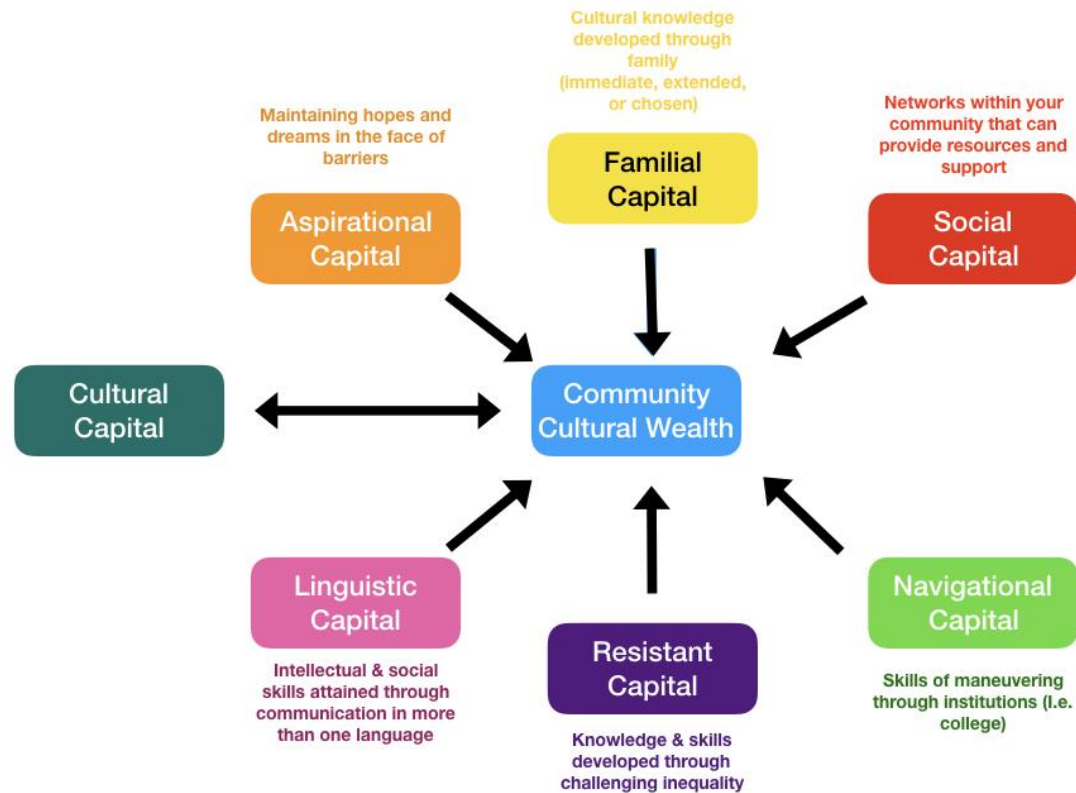 Cultural knowledge
developed through
family
(immediate, extended,
or chosen)
Maintaining hopes and
dreams in the face of
barriers
Networks within your
community that can
provide resources and
support
Familial
Capital
Aspirational
Capital
Social
Capital
Cultural
Capital
Community
Cultural Wealth
Linguistic
Capital
Navigational
Capital
Resistant
Capital
Intellectual & social
skills attained through
communication in more
than one language
Skills of maneuvering
through institutions (I.e.
college)
Knowledge & skills
developed through
challenging inequality